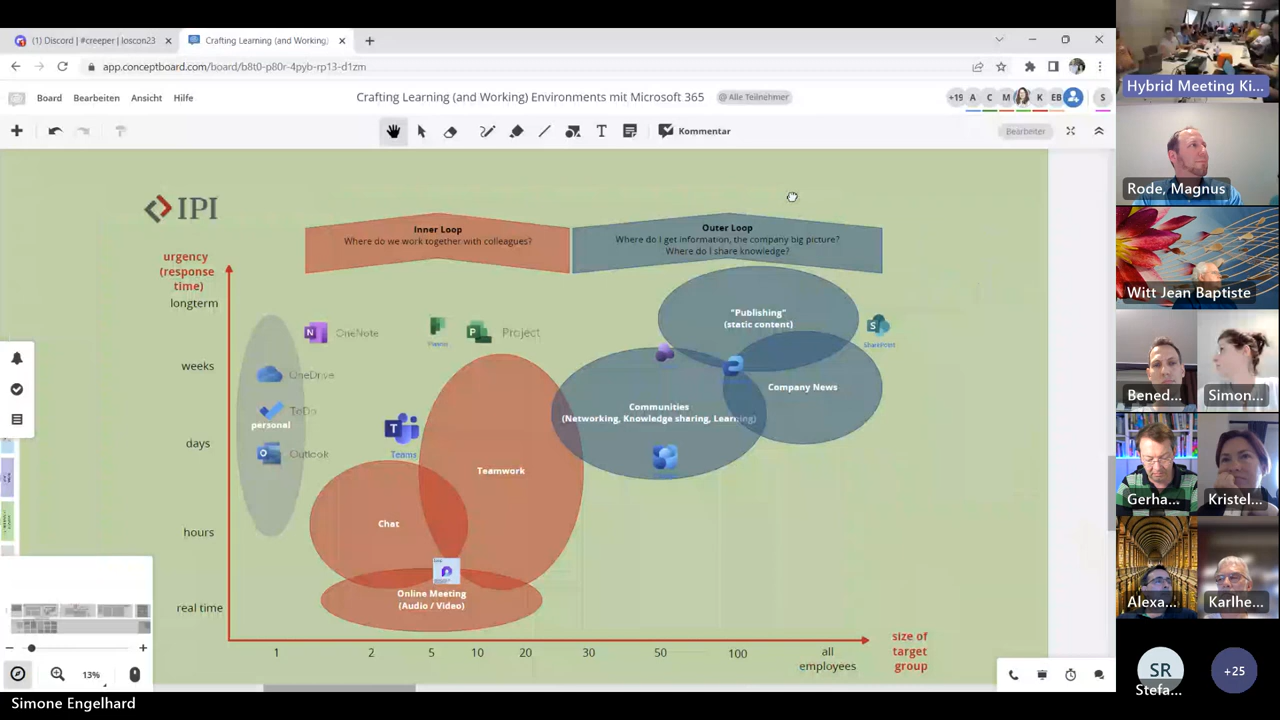 (1) Discord | #creeper | loscon23
Crafting Learning (and Working)
app.conceptboard.com/board/b8t0-p80r-4pyb-rp13-d1zm
Board Bearbeiten Ansicht Hilfe
Crafting Learning (and Working) Environments mit Microsoft 365
@ Alle Teilnehmer
+19 A C M K EB S
Kommentar
Bearbeiter
IPI
Inner Loop
Where do we work together with colleagues?
Outer Loop
Where do I get information, the company big picture?
Where do I share knowledge?
urgency
(response
time)
longterm
weeks
days
hours
real time
OneNote
OneDrive
ToDo
personal
Outlook
Project
Teams
Teamwork
Chat
Online Meeting
(Audio / Video)
"Publishing"
(static content)
SharePoint
Company News
Communities
(Networking, Knowledge sharing, Learning)
1 2 5 10 20 30 50 100 all
employees
size of
target
group
13%
Simone Engelhard
Hybrid Meeting Ki...
Rode, Magnus
Witt Jean Baptiste
Bened...
Simon...
Gerha...
Kristel...
Alexa...
Karlhe...
SR
Stefa...
+25